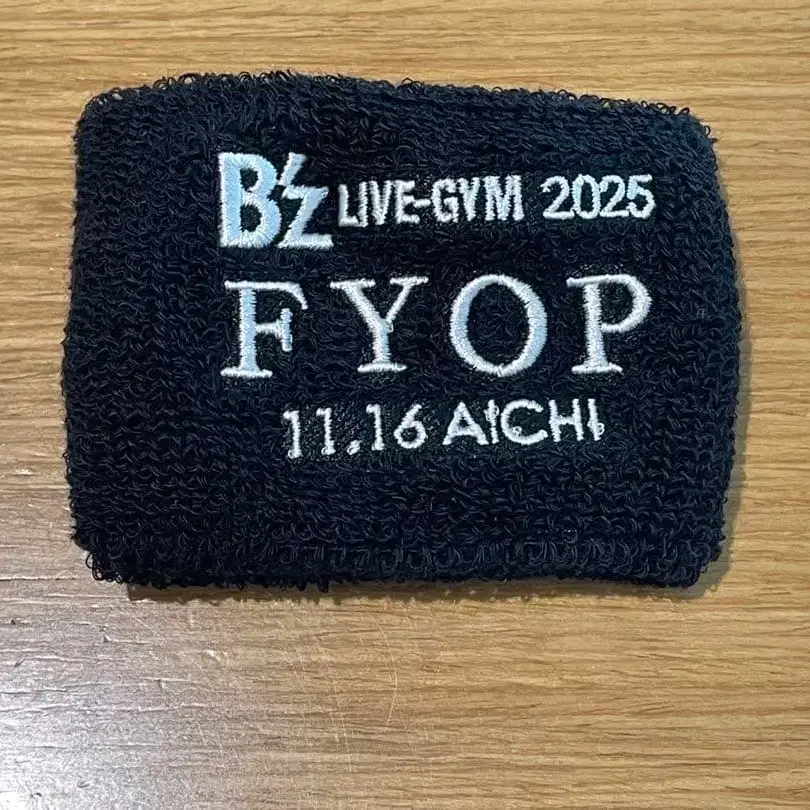 B'z LIVE-GYM 2025
FYOP
11.16 AICHI